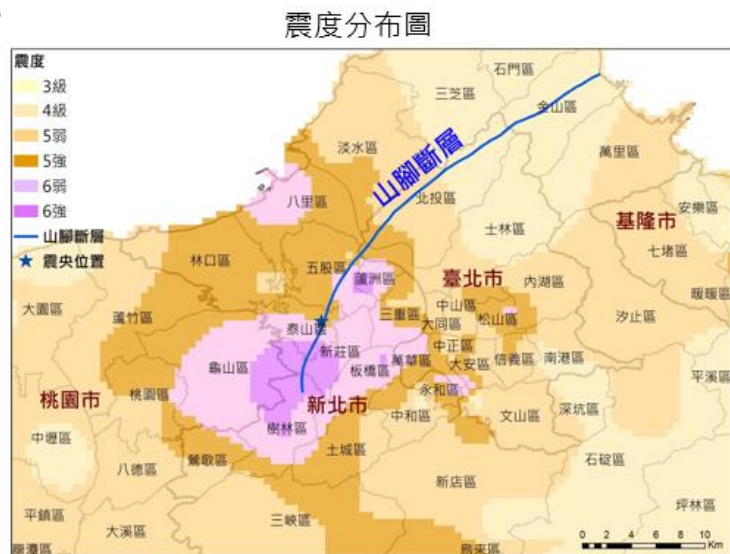 震度分布圖
震度
3級
4級
5弱
5強
6弱
6強
山腳斷層
震央位置
石門區
三芝區
金山區
淡水區
山腳斷層
萬里區
八里區
北投區
安樂區
士林區
基隆市
七堵區
林口區
五股區
蘆洲區
臺北市
內湖區
暖暖區
大園區
蘆竹區
三重區
中山區
松山區
汐止區
大同區
泰山區
新莊區
中正區
萬華區
大安區
信義區
南港區
龜山區
板橋區
平溪區
桃園市
桃園區
新北市
永和區
中和區
文山區
深坑區
樹林區
中壢區
土城區
石碇區
八德區
鶯歌區
新店區
坪林區
平鎮區
大溪區
三峽區
烏來區
龍潭區
0 2 4 6 8 10
Km